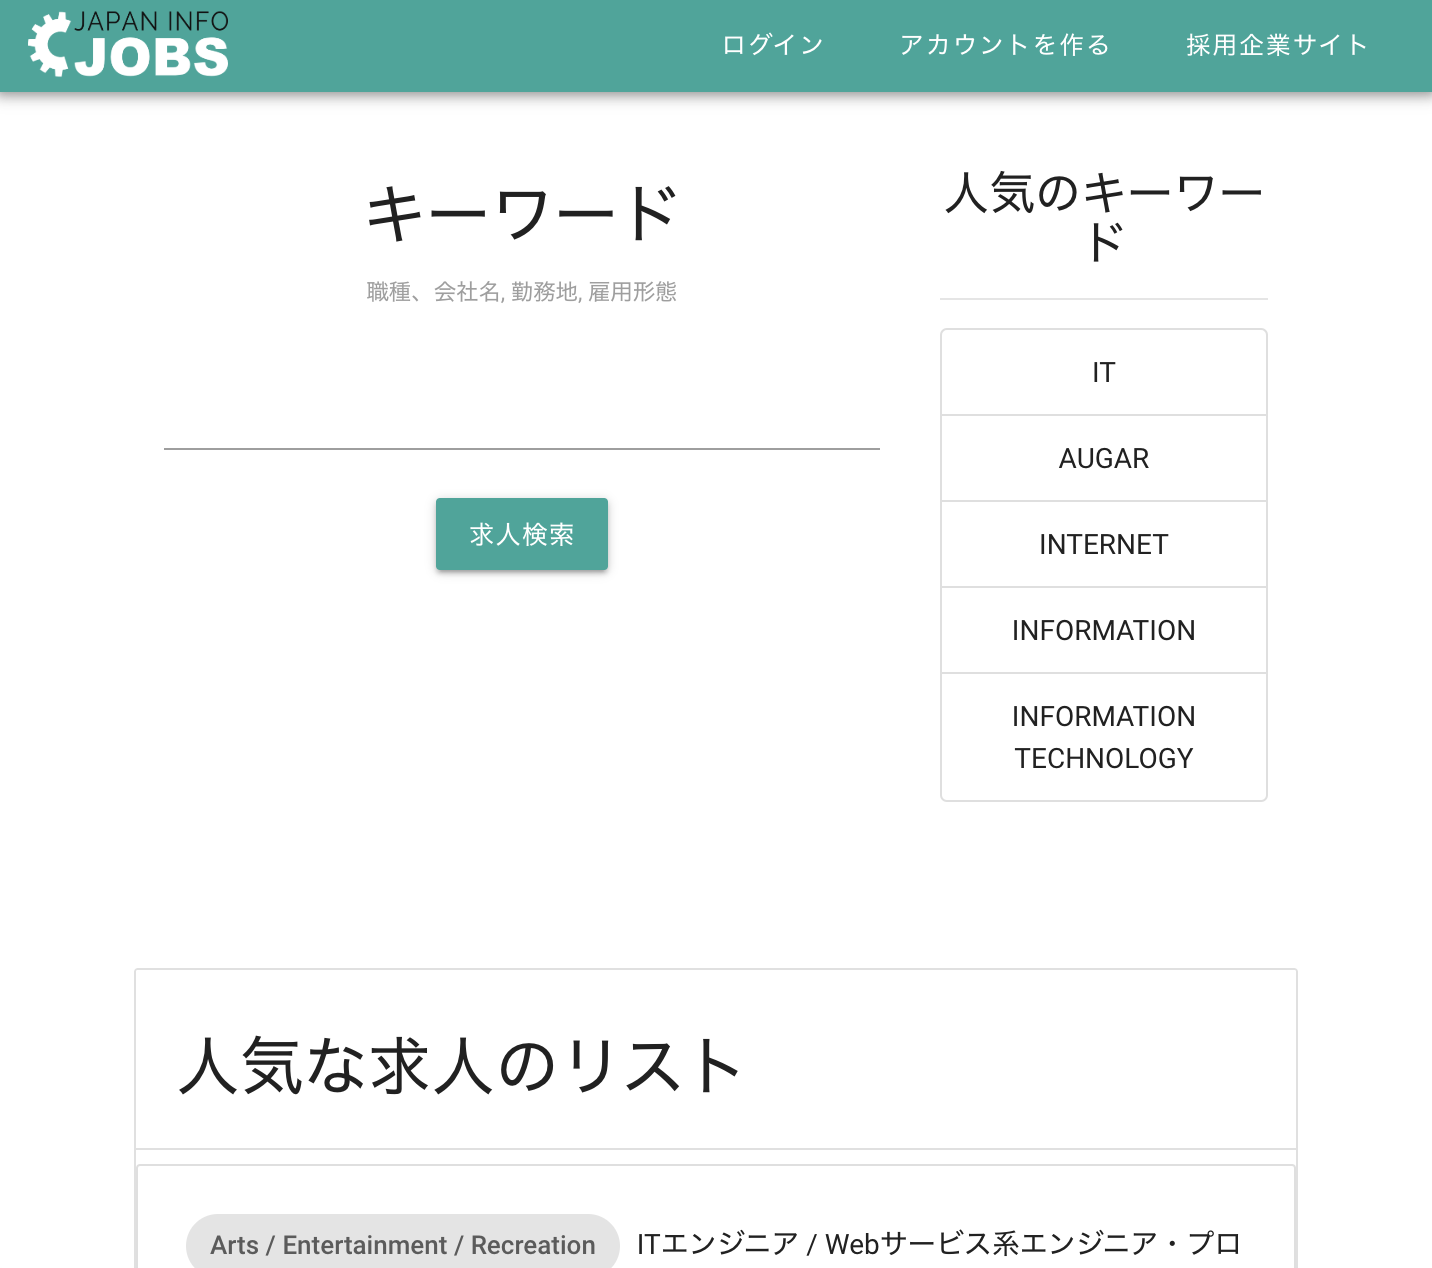 JAPAN INFO
JOBS
ログイン
アカウントを作る
採用企業サイト
キーワード
職種、会社名, 勤務地, 雇用形態
求人検索
人気のキーワー
ド
IT
AUGAR
INTERNET
INFORMATION
INFORMATION
TECHNOLOGY
人気な求人のリスト
Arts / Entertainment / Recreation
ITエンジニア / Webサービス系エンジニア・プロ